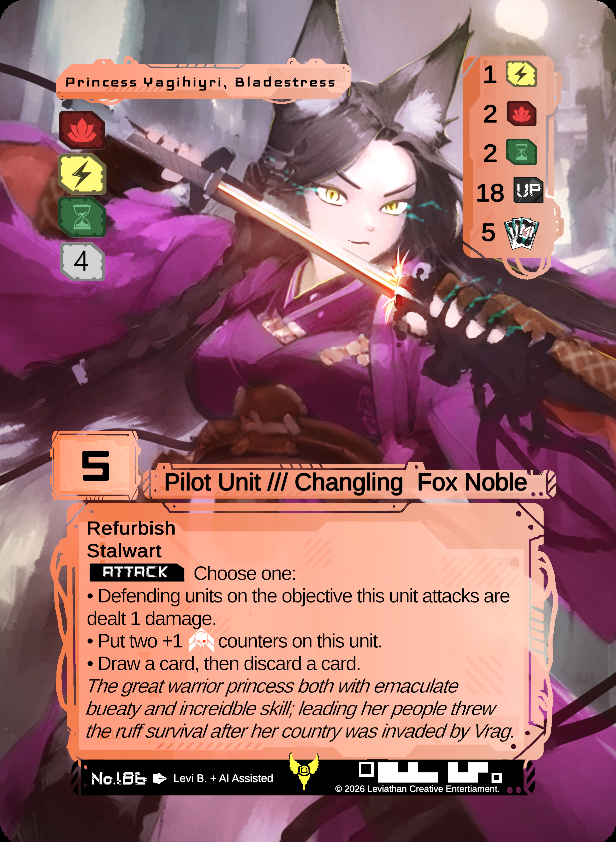 Princess Yagihiyri, Bladestress
1
2
2
18 UP
5
4
5
Pilot Unit /// Changling Fox Noble
Refurbish
Stalwart
ATTACK Choose one:
• Defending units on the objective this unit attacks are
dealt 1 damage.
• Put two +1 counters on this unit.
• Draw a card, then discard a card.
The great warrior princess both with emaculate
bueaty and increidble skill; leading her people threw
the ruff survival after her country was invaded by Vrag.
Levi B. + AI Assisted
© 2026 Leviathan Creative Entertiament.